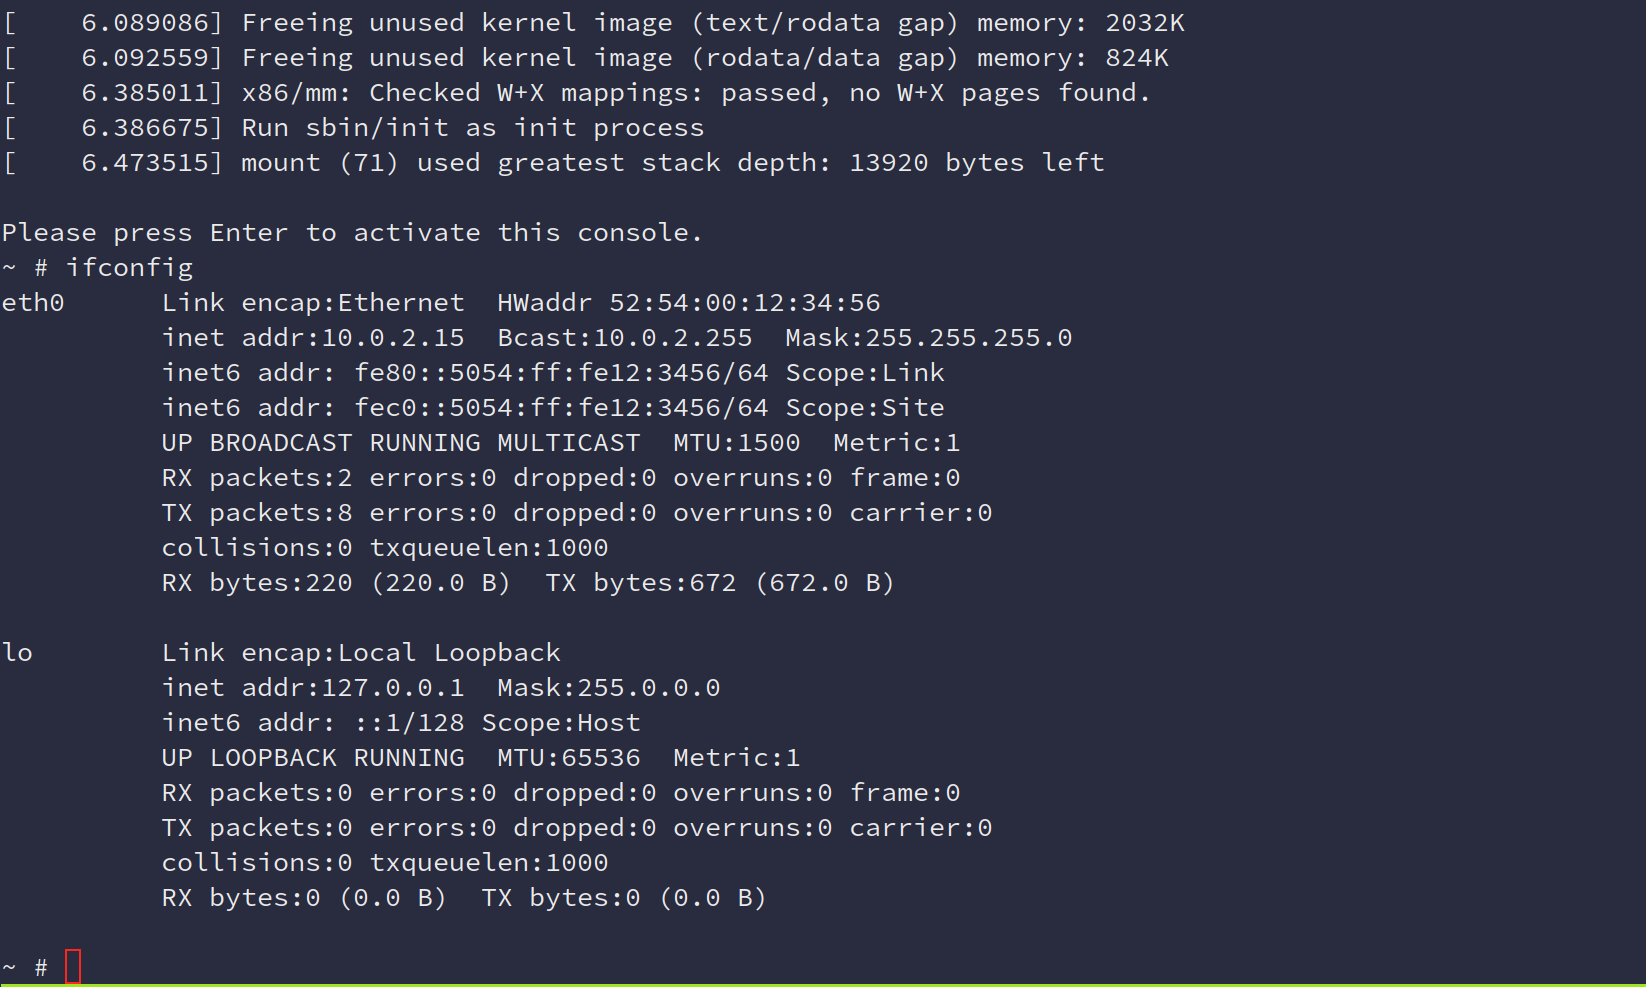 [    6.089086] Freeing unused kernel image (text/rodata gap) memory: 2032K
[    6.092559] Freeing unused kernel image (rodata/data gap) memory: 824K
[    6.385011] x86/mm: Checked W+X mappings: passed, no W+X pages found.
[    6.386675] Run sbin/init as init process
[    6.473515] mount (71) used greatest stack depth: 13920 bytes left

Please press Enter to activate this console.
~ # ifconfig
eth0      Link encap:Ethernet  HWaddr 52:54:00:12:34:56
          inet addr:10.0.2.15  Bcast:10.0.2.255  Mask:255.255.255.0
          inet6 addr: fe80::5054:ff:fe12:3456/64 Scope:Link
          inet6 addr: fec0::5054:ff:fe12:3456/64 Scope:Site
          UP BROADCAST RUNNING MULTICAST  MTU:1500  Metric:1
          RX packets:2 errors:0 dropped:0 overruns:0 frame:0
          TX packets:8 errors:0 dropped:0 overruns:0 carrier:0
          collisions:0 txqueuelen:1000
          RX bytes:220 (220.0 B)  TX bytes:672 (672.0 B)

lo        Link encap:Local Loopback
          inet addr:127.0.0.1  Mask:255.0.0.0
          inet6 addr: ::1/128 Scope:Host
          UP LOOPBACK RUNNING  MTU:65536  Metric:1
          RX packets:0 errors:0 dropped:0 overruns:0 frame:0
          TX packets:0 errors:0 dropped:0 overruns:0 carrier:0
          collisions:0 txqueuelen:1000
          RX bytes:0 (0.0 B)  TX bytes:0 (0.0 B)

~ #